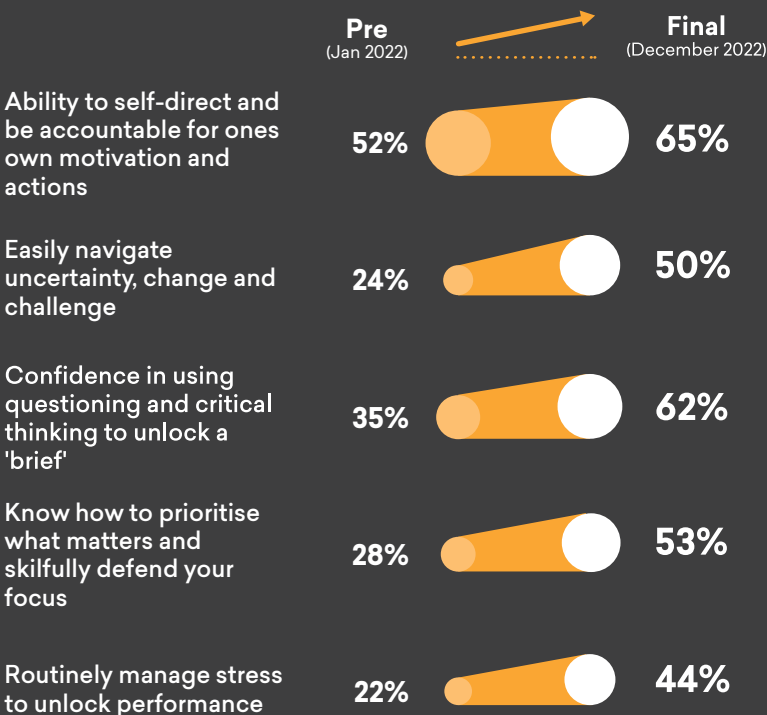 Pre
(Jan 2022)
Final
(December 2022)
Ability to self-direct and
be accountable for ones
own motivation and
actions
52%
65%
Easily navigate
uncertainty, change and
challenge
24%
50%
Confidence in using
questioning and critical
thinking to unlock a
'brief'
35%
62%
Know how to prioritise
what matters and
skilfully defend your
focus
28%
53%
Routinely manage stress
to unlock performance
22%
44%